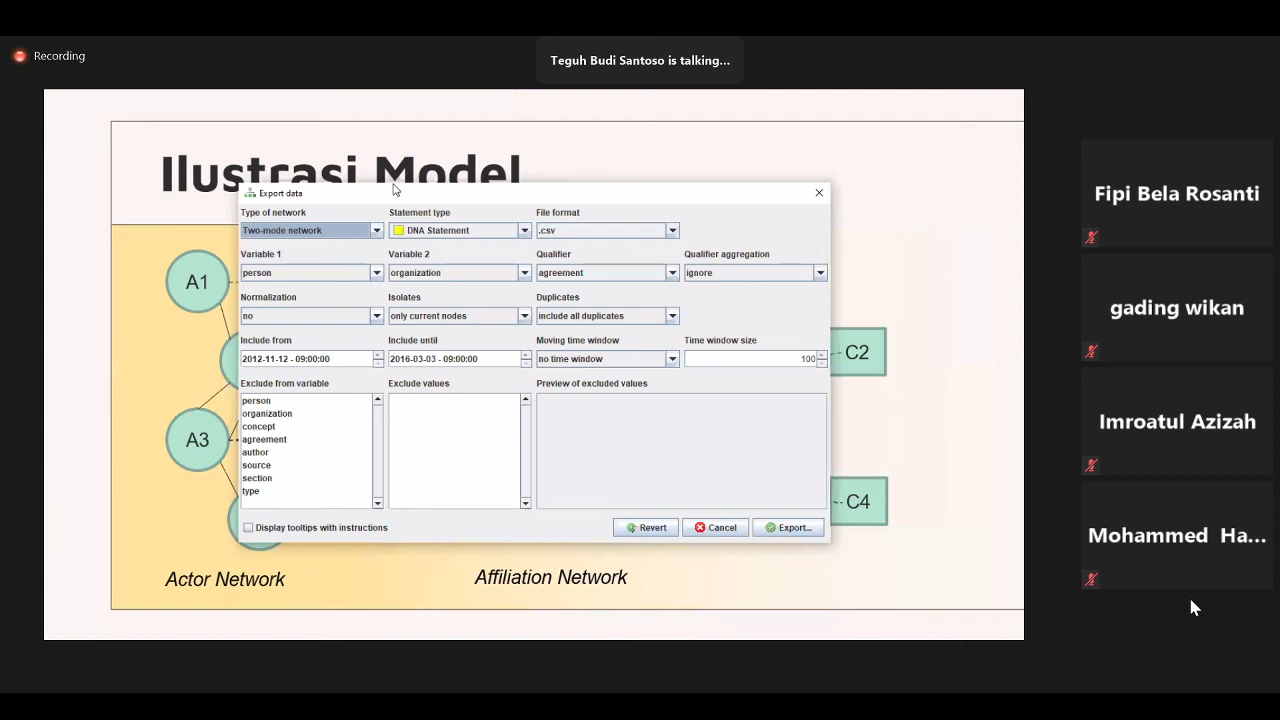 Recording
Teguh Budi Santoso is talking...
Ilustrasi Model
Export data
Type of network Statement type File format
Two-mode network DNA Statement .csv
Variable 1 Variable 2 Qualifier Qualifier aggregation
person organization agreement ignore
Normalization Isolates Duplicates
no only current nodes include all duplicates
Include from Include until Moving time window Time window size
2012-11-12 - 09:00:00 2016-03-03 - 09:00:00 no time window 100
Exclude from variable Exclude values Preview of excluded values
person
organization
concept
agreement
author
source
section
type
Display tooltips with instructions Revert Cancel Export...
A1
A3
C2
C4
Actor Network
Affiliation Network
Fipi Bela Rosanti
gading wikan
Imroatul Azizah
Mohammed Ha...